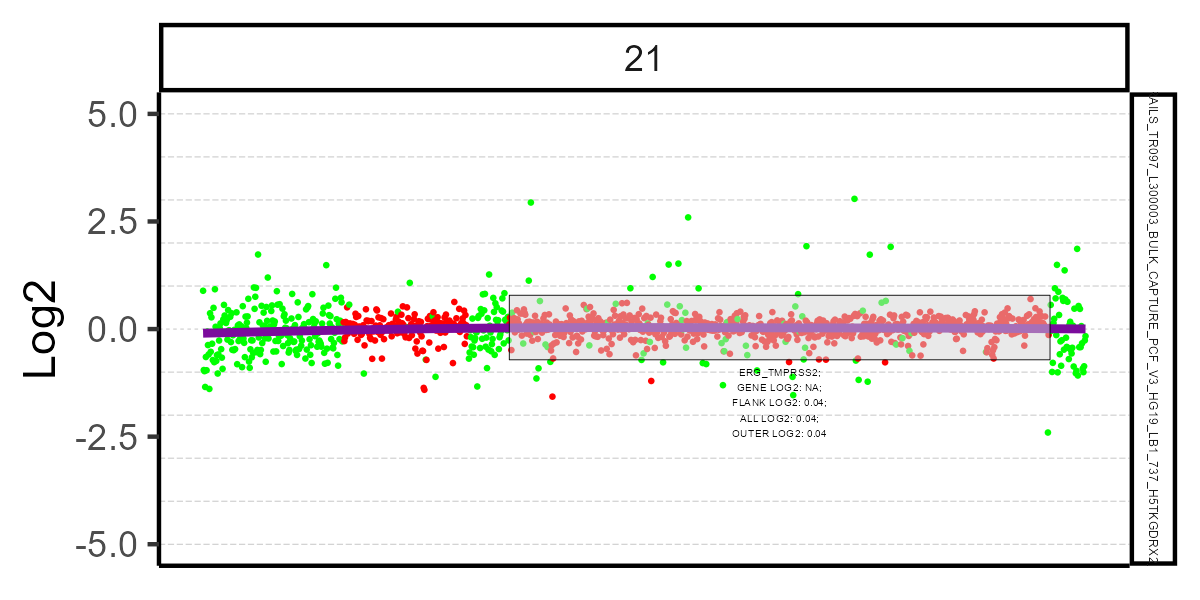 21
5.0
2.5
0.0
-2.5
-5.0
Log2
ERG_TMPRSS2;
GENE LOG2: NA;
FLANK LOG2: 0.04;
ALL LOG2: 0.04;
OUTER LOG2: 0.04
AILS_TR097_L300003_BULK_CAPTURE_PCF_V3_HG19_LB1_737_H5TKGDRX2